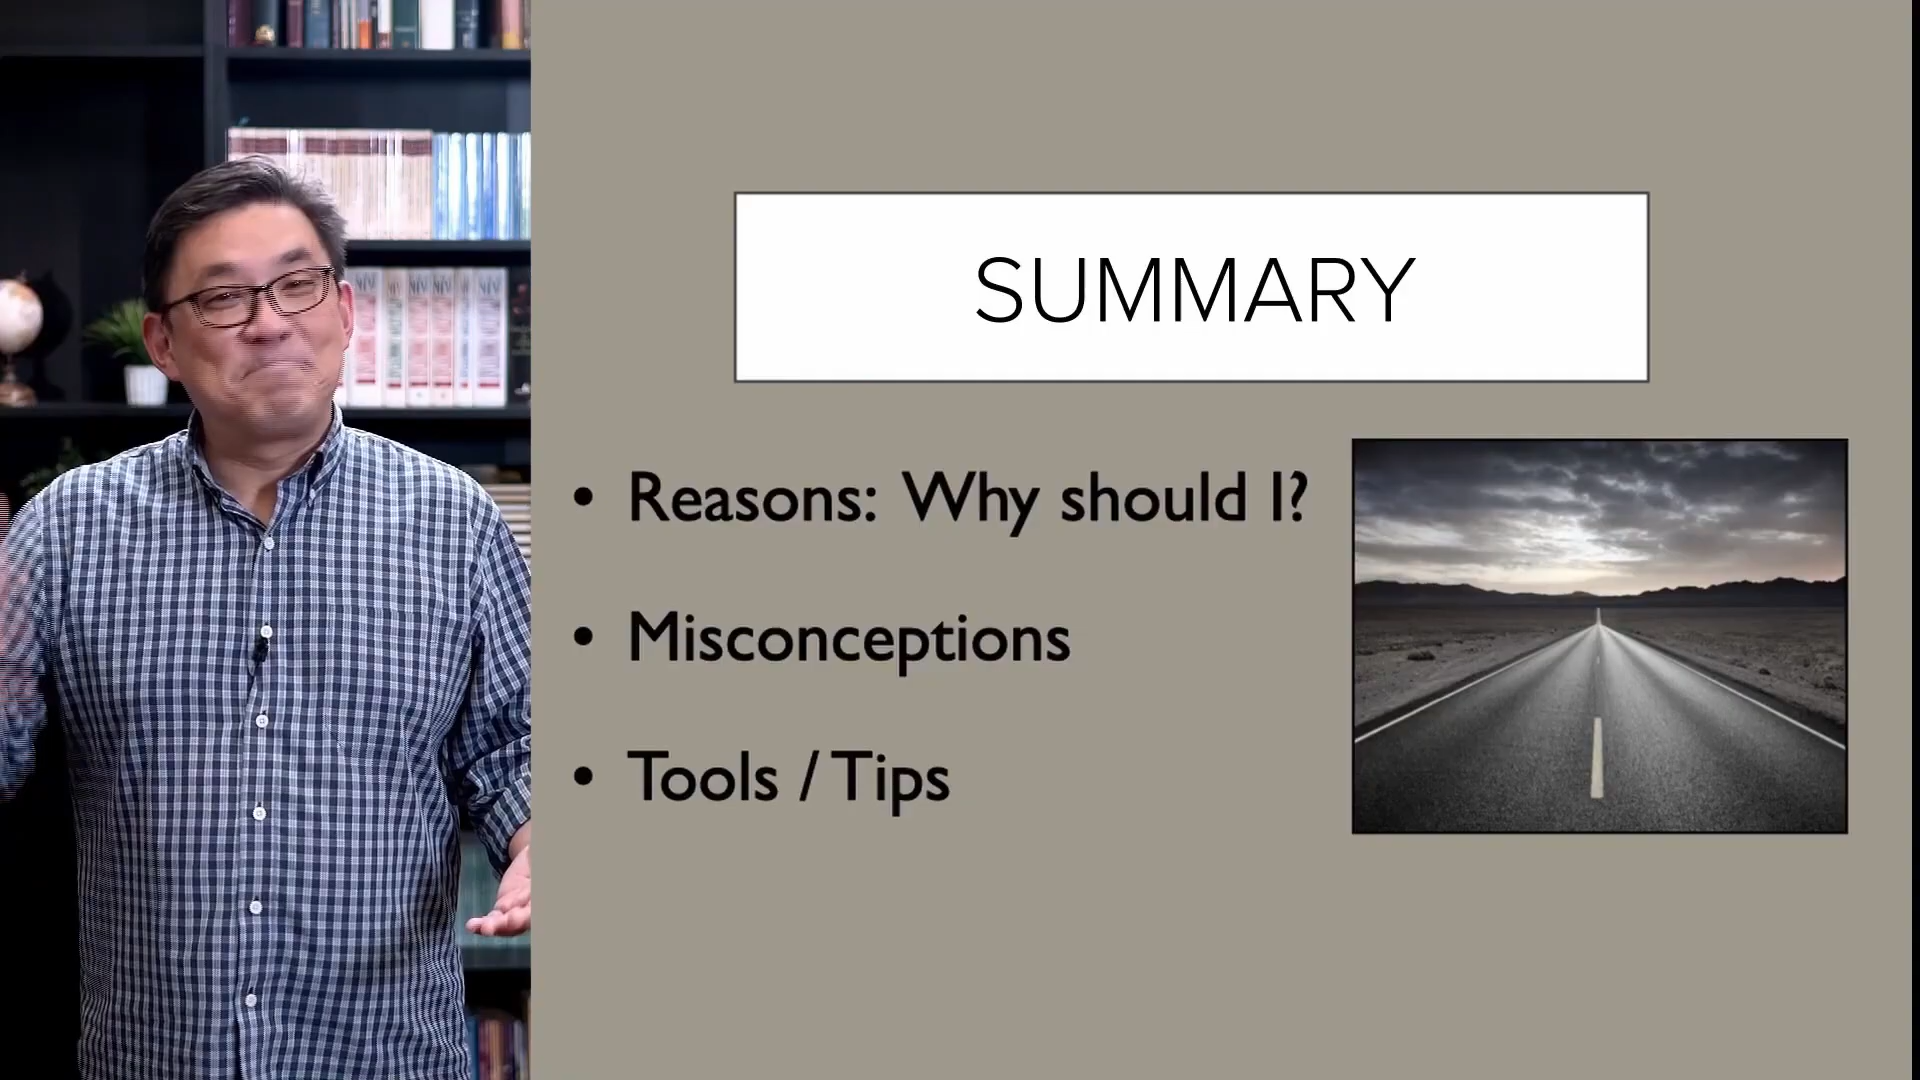 SUMMARY
• Reasons: Why should I?
• Misconceptions
• Tools / Tips